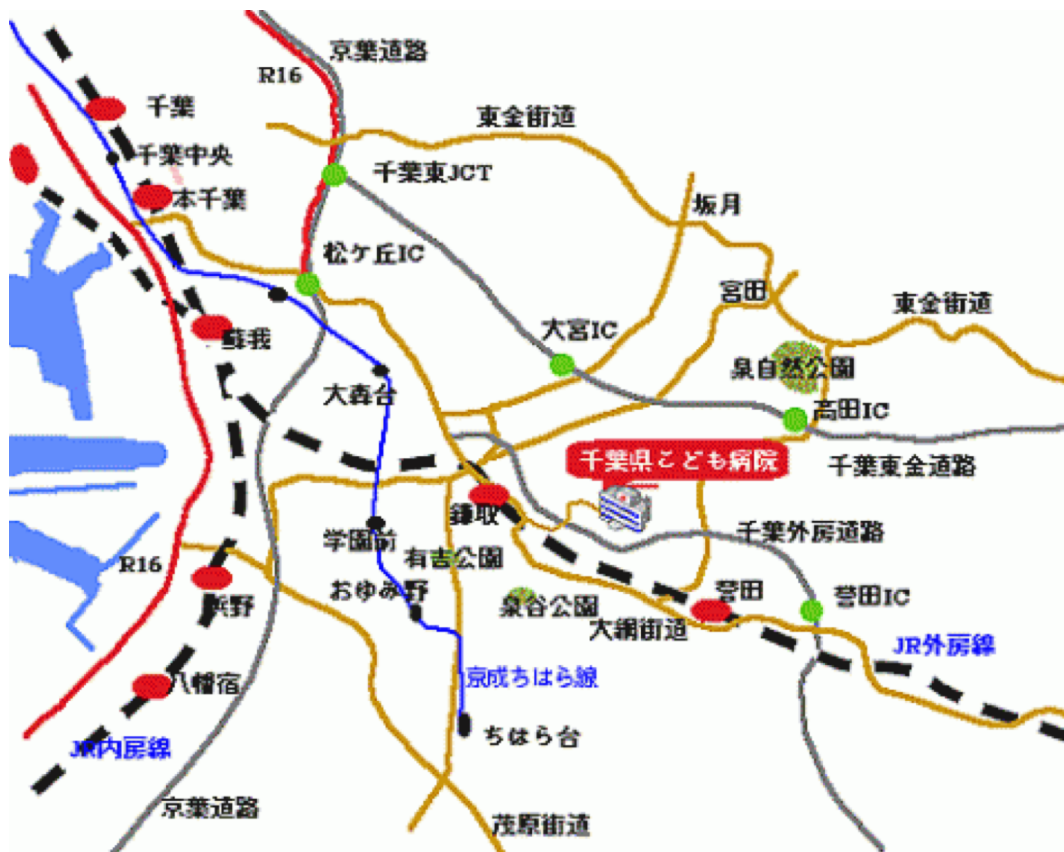 京葉道路
R16
千葉
東金街道
千葉中央
千葉東JCT
本千葉
坂月
松ケ丘IC
宮田
東金街道
大宮IC
蘇我
泉自然公園
大森台
高田IC
千葉県こども病院
千葉東金道路
鎌取
千葉外房道路
学園前
有吉公園
R16
浜野
おゆみ野
泉谷公園
誉田
誉田IC
大網街道
JR外房線
八幡宿
京成ちはら線
ちはら台
JR内房線
京葉道路
茂原街道